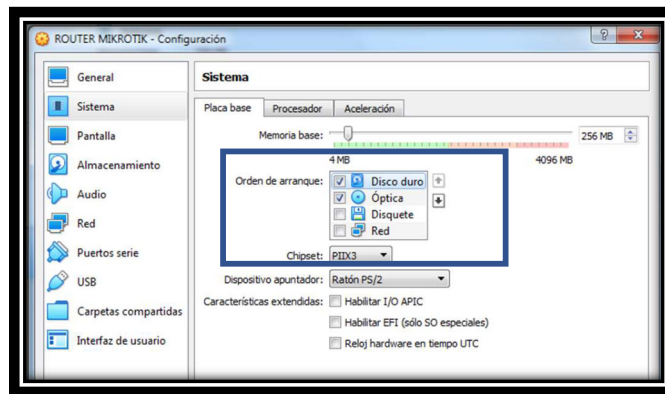 ROUTER MIKROTIK - Configuración
General
Sistema
Pantalla
Almacenamiento
Audio
Red
Puertos serie
USB
Carpetas compartidas
Interfaz de usuario
Sistema
Placa base Procesador Aceleración
Memoria base: 256 MB
4 MB 4096 MB
Orden de arranque: Disco duro
Óptica
Disquete
Red
Chipset: PIIX3
Dispositivo apuntador: Ratón PS/2
Características extendidas: Habilitar I/O APIC
Habilitar EFI (sólo SO especiales)
Reloj hardware en tiempo UTC